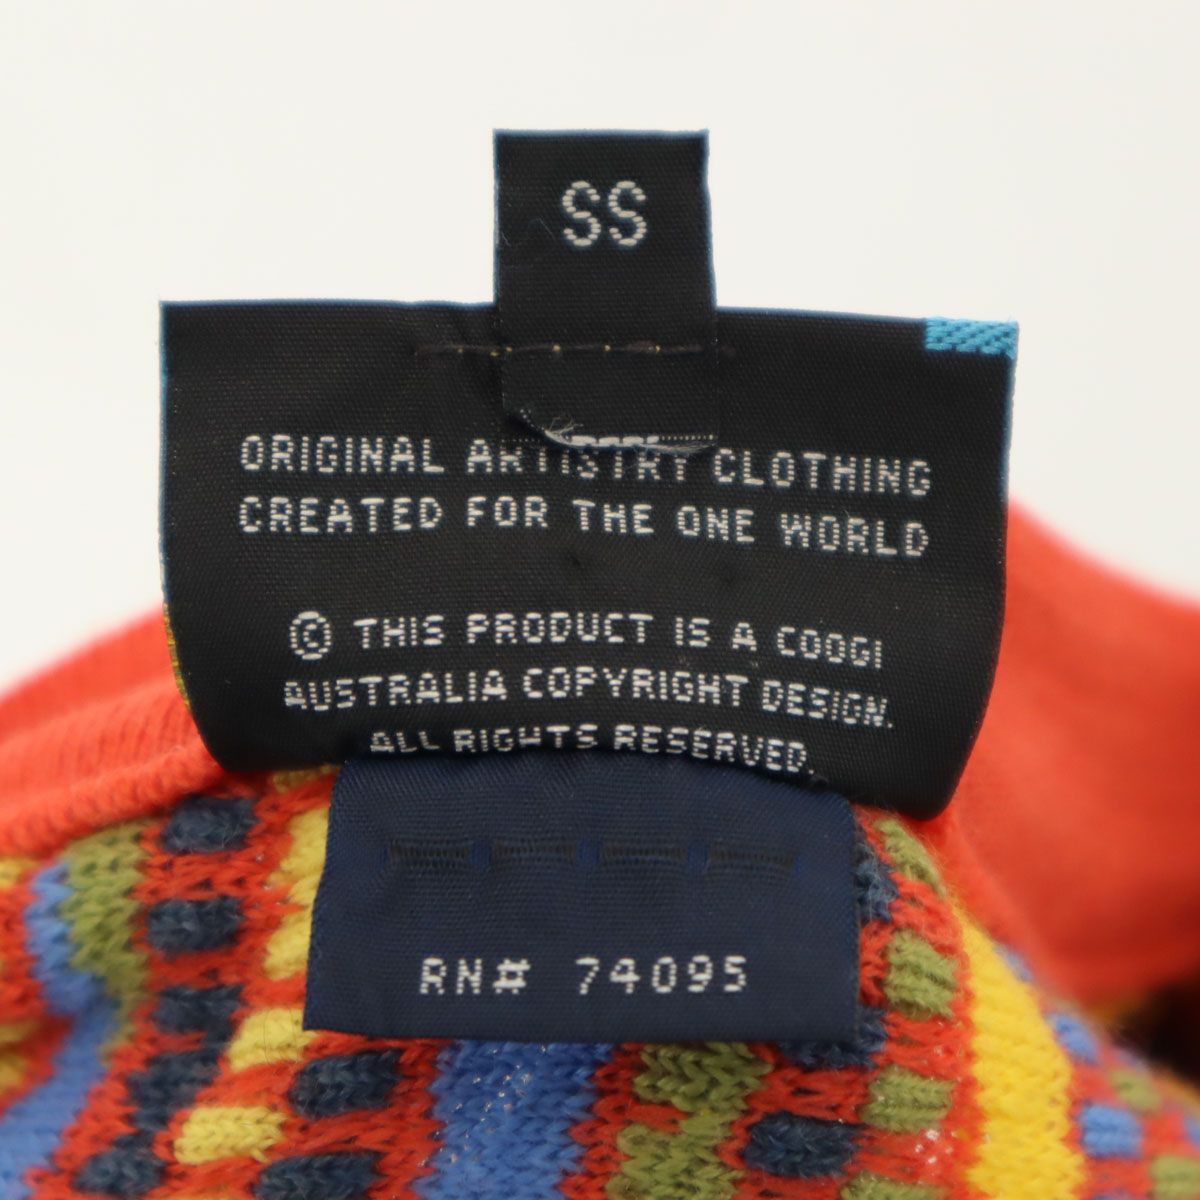 SS
ORIGINAL ARTISTRY CLOTHING
CREATED FOR THE ONE WORLD
© THIS PRODUCT IS A COOGI
AUSTRALIA COPYRIGHT DESIGN.
ALL RIGHTS RESERVED.
RN# 74095